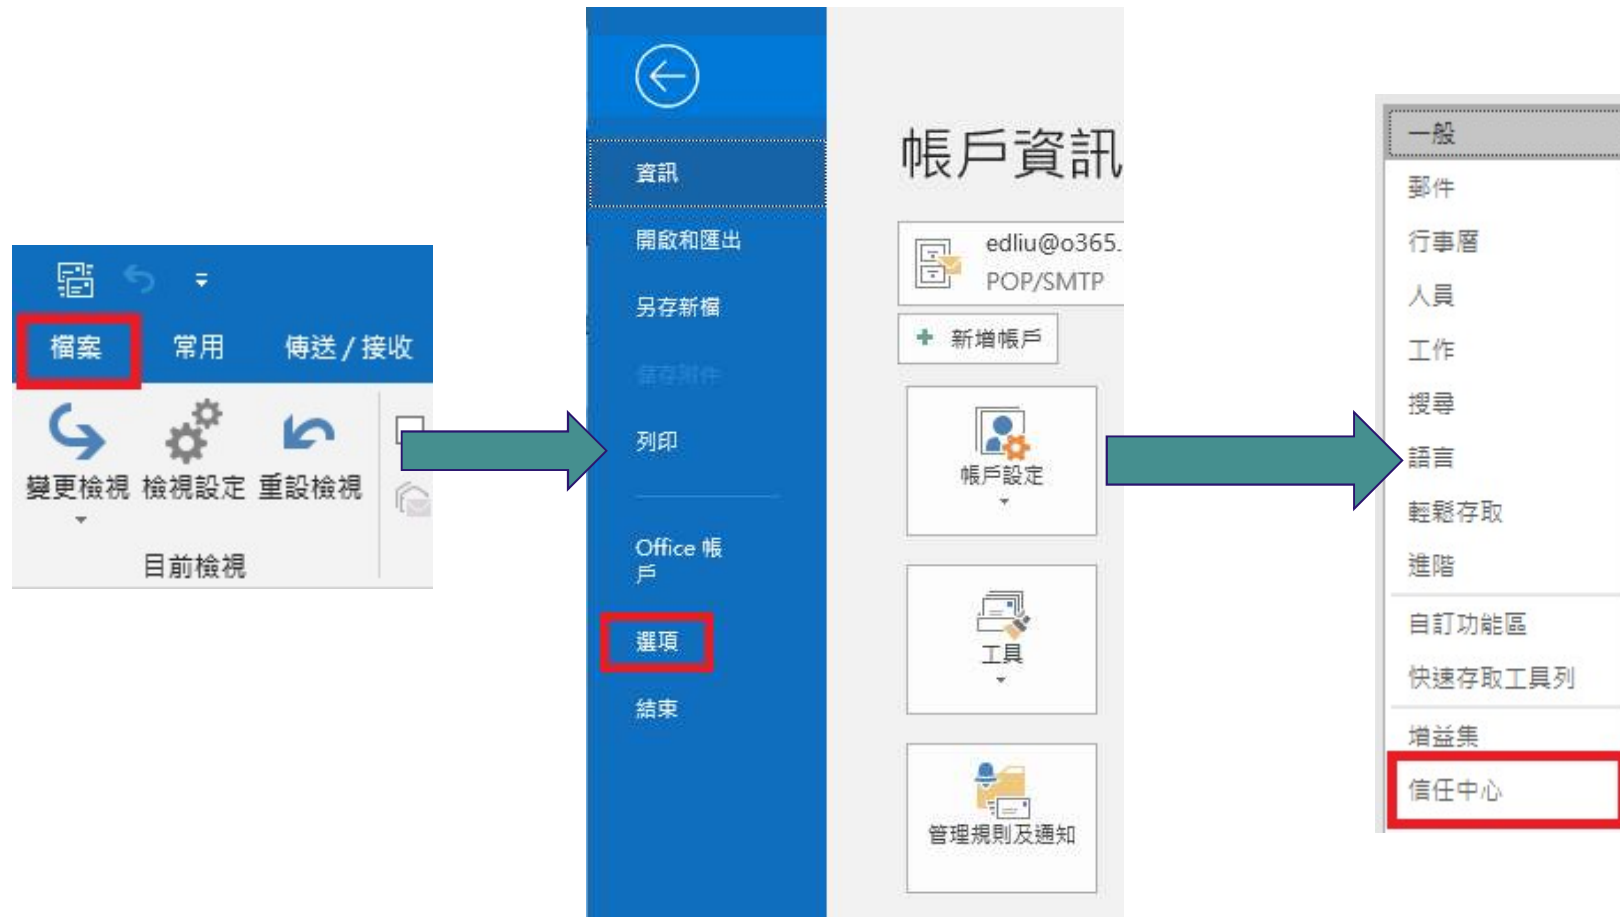 檔案 常用 傳送 / 接收
變更檢視 檢視設定 重設檢視
目前檢視
資訊
開啟和匯出
另存新檔
儲存附件
列印
Office 帳
戶
選項
結束
帳戶資訊
edliu@o365.
POP/SMTP
新增帳戶
帳戶設定
工具
管理規則及通知
一般
郵件
行事曆
人員
工作
搜尋
語言
輕鬆存取
進階
自訂功能區
快速存取工具列
增益集
信任中心